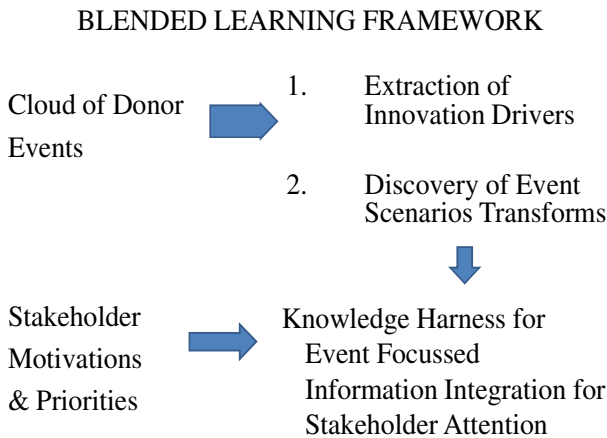 BLENDED LEARNING FRAMEWORK
Cloud of Donor
Events
1. Extraction of
Innovation Drivers
2. Discovery of Event
Scenarios Transforms
Stakeholder
Motivations
& Priorities
Knowledge Harness for
Event Focussed
Information Integration for
Stakeholder Attention